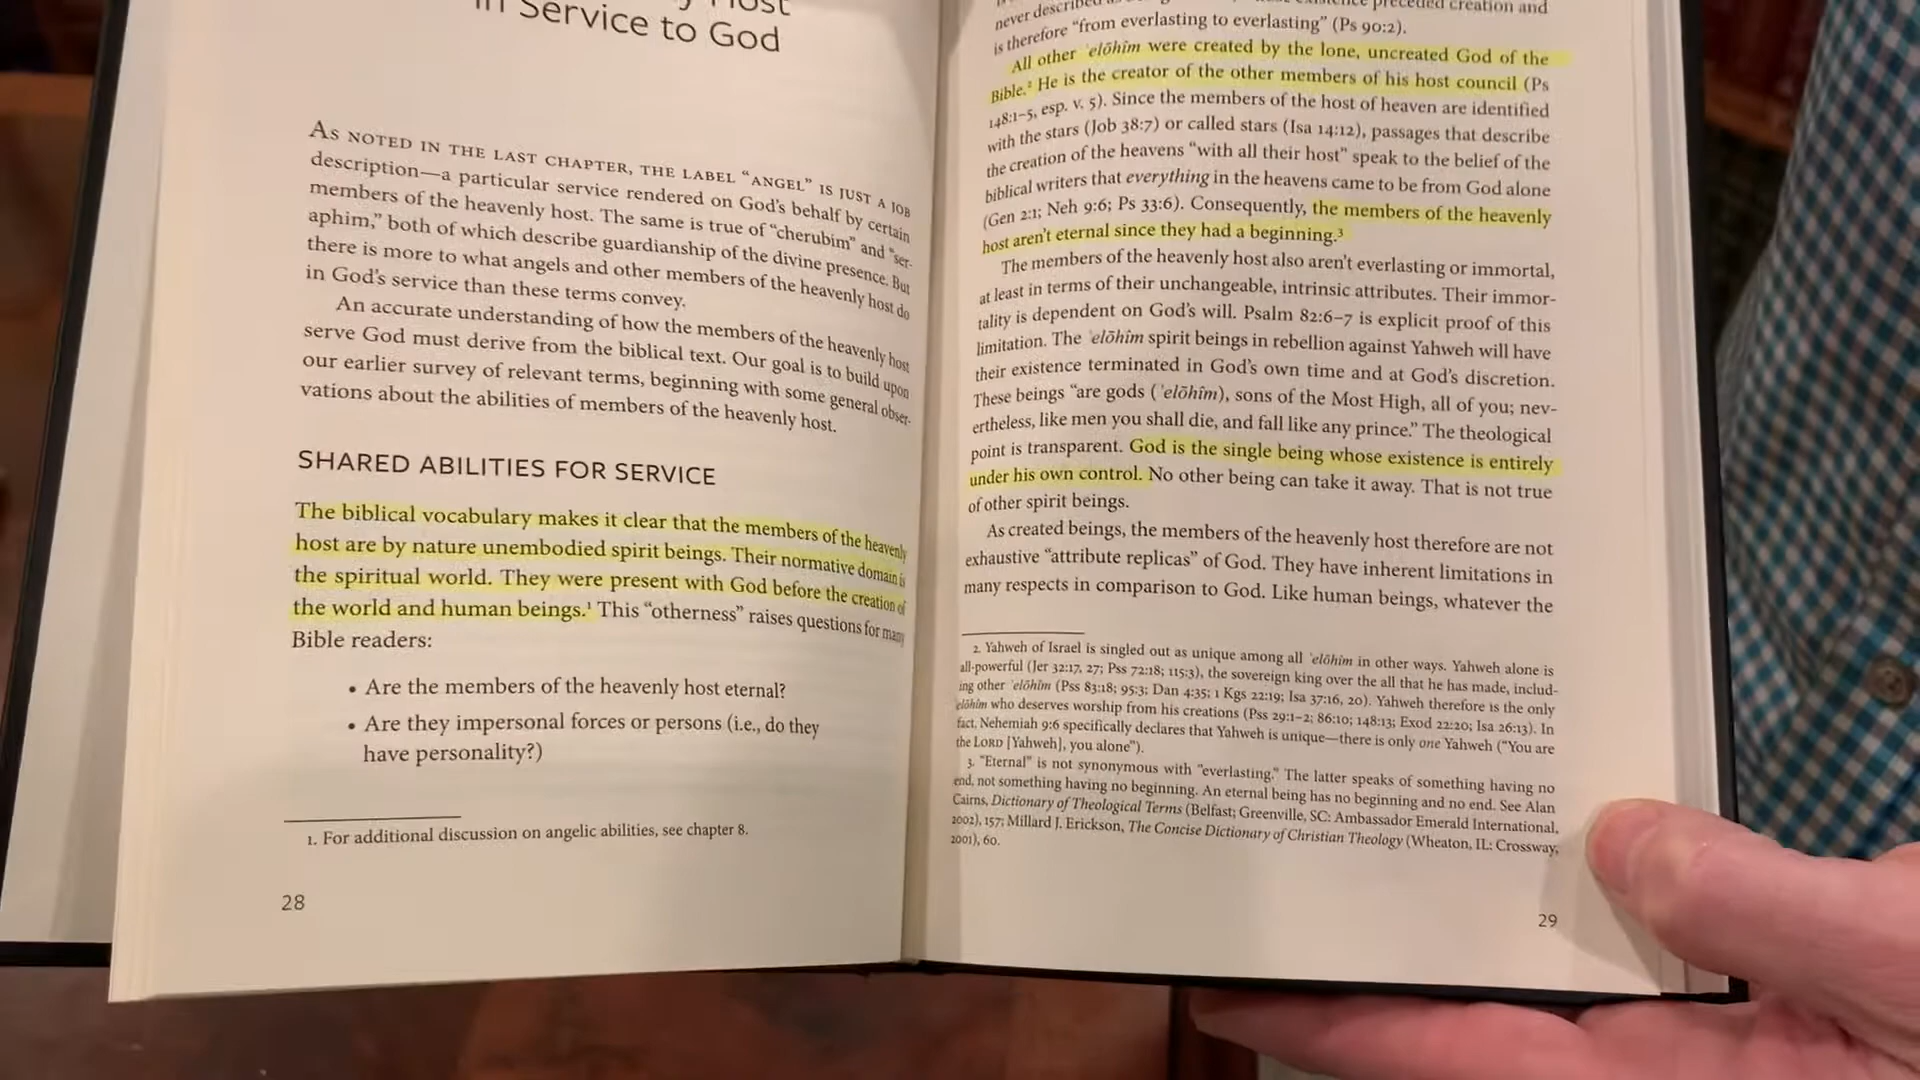 Host
in Service to God
AS NOTED IN THE LAST CHAPTER, THE LABEL “ANGEL” IS JUST A JOB
description—a particular service rendered on God’s behalf by certain
members of the heavenly host. The same is true of “cherubim” and “ser-
aphim,” both of which describe guardianship of the divine presence. But
there is more to what angels and other members of the heavenly host do
in God’s service than these terms convey.
An accurate understanding of how the members of the heavenly host
serve God must derive from the biblical text. Our goal is to build upon
our earlier survey of relevant terms, beginning with some general obser-
vations about the abilities of members of the heavenly host.
SHARED ABILITIES FOR SERVICE
The biblical vocabulary makes it clear that the members of the heavenly
host are by nature unembodied spirit beings. Their normative domain is
the spiritual world. They were present with God before the creation of
the world and human beings.¹ This “otherness” raises questions for many
Bible readers:
• Are the members of the heavenly host eternal?
• Are they impersonal forces or persons (i.e., do they
have personality?)
1. For additional discussion on angelic abilities, see chapter 8.
28
never described existence preceded creation and
is therefore “from everlasting to everlasting” (Ps 90:2).
All other ʾelōhîm were created by the lone, uncreated God of the
Bible.² He is the creator of the other members of his host council (Ps
148:1–5, esp. v. 5). Since the members of the host of heaven are identified
with the stars (Job 38:7) or called stars (Isa 14:12), passages that describe
the creation of the heavens “with all their host” speak to the belief of the
biblical writers that everything in the heavens came to be from God alone
(Gen 2:1; Neh 9:6; Ps 33:6). Consequently, the members of the heavenly
host aren’t eternal since they had a beginning.³
The members of the heavenly host also aren’t everlasting or immortal,
at least in terms of their unchangeable, intrinsic attributes. Their immor-
tality is dependent on God’s will. Psalm 82:6–7 is explicit proof of this
limitation. The ʾelōhîm spirit beings in rebellion against Yahweh will have
their existence terminated in God’s own time and at God’s discretion.
These beings “are gods (ʾelōhîm), sons of the Most High, all of you; nev-
ertheless, like men you shall die, and fall like any prince.” The theological
point is transparent. God is the single being whose existence is entirely
under his own control. No other being can take it away. That is not true
of other spirit beings.
As created beings, the members of the heavenly host therefore are not
exhaustive “attribute replicas” of God. They have inherent limitations in
many respects in comparison to God. Like human beings, whatever the
2. Yahweh of Israel is singled out as unique among all ʾelōhîm in other ways. Yahweh alone is
all-powerful (Jer 32:17, 27; Pss 72:18; 115:3), the sovereign king over the all that he has made, includ-
ing other ʾelōhîm (Pss 83:18; 95:3; Dan 4:35; 1 Kgs 22:19; Isa 37:16, 20). Yahweh therefore is the only
elōhîm who deserves worship from his creations (Pss 29:1–2; 86:10; 148:13; Exod 22:20; Isa 26:13). In
fact, Nehemiah 9:6 specifically declares that Yahweh is unique—there is only one Yahweh (“You are
the LORD [Yahweh], you alone”).
3. “Eternal” is not synonymous with “everlasting.” The latter speaks of something having no
end, not something having no beginning. An eternal being has no beginning and no end. See Alan
Cairns, Dictionary of Theological Terms (Belfast; Greenville, SC: Ambassador Emerald International,
2002), 157; Millard J. Erickson, The Concise Dictionary of Christian Theology (Wheaton, IL: Crossway,
2001), 60.
29